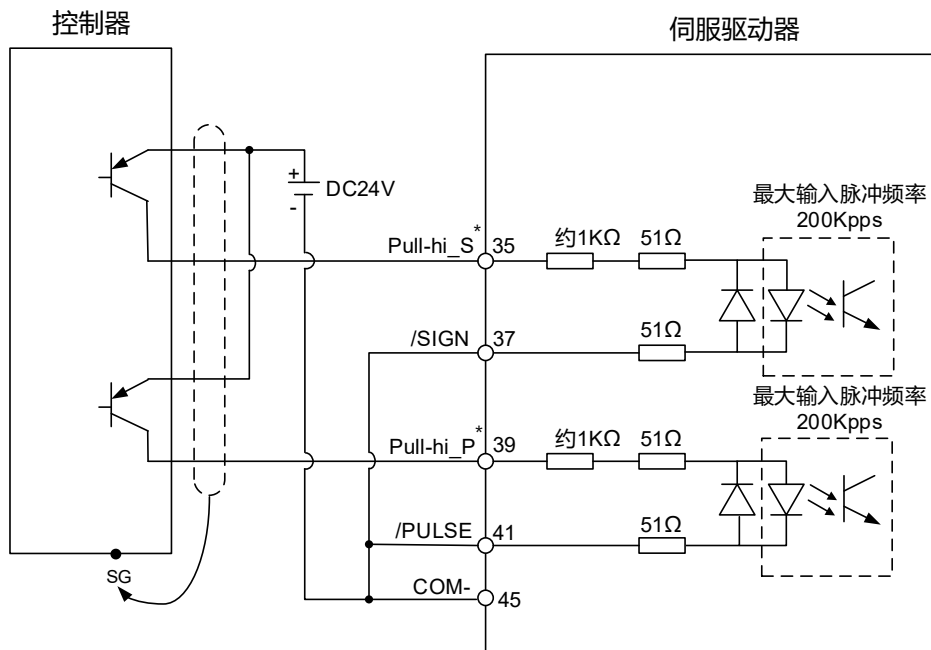 控制器
伺服驱动器
+
DC24V
-
最大输入脉冲频率
200Kpps
Pull-hi_S*
35
约1KΩ
51Ω
/SIGN
37
51Ω
最大输入脉冲频率
200Kpps
Pull-hi_P*
39
约1KΩ
51Ω
/PULSE
41
51Ω
COM-
45
SG